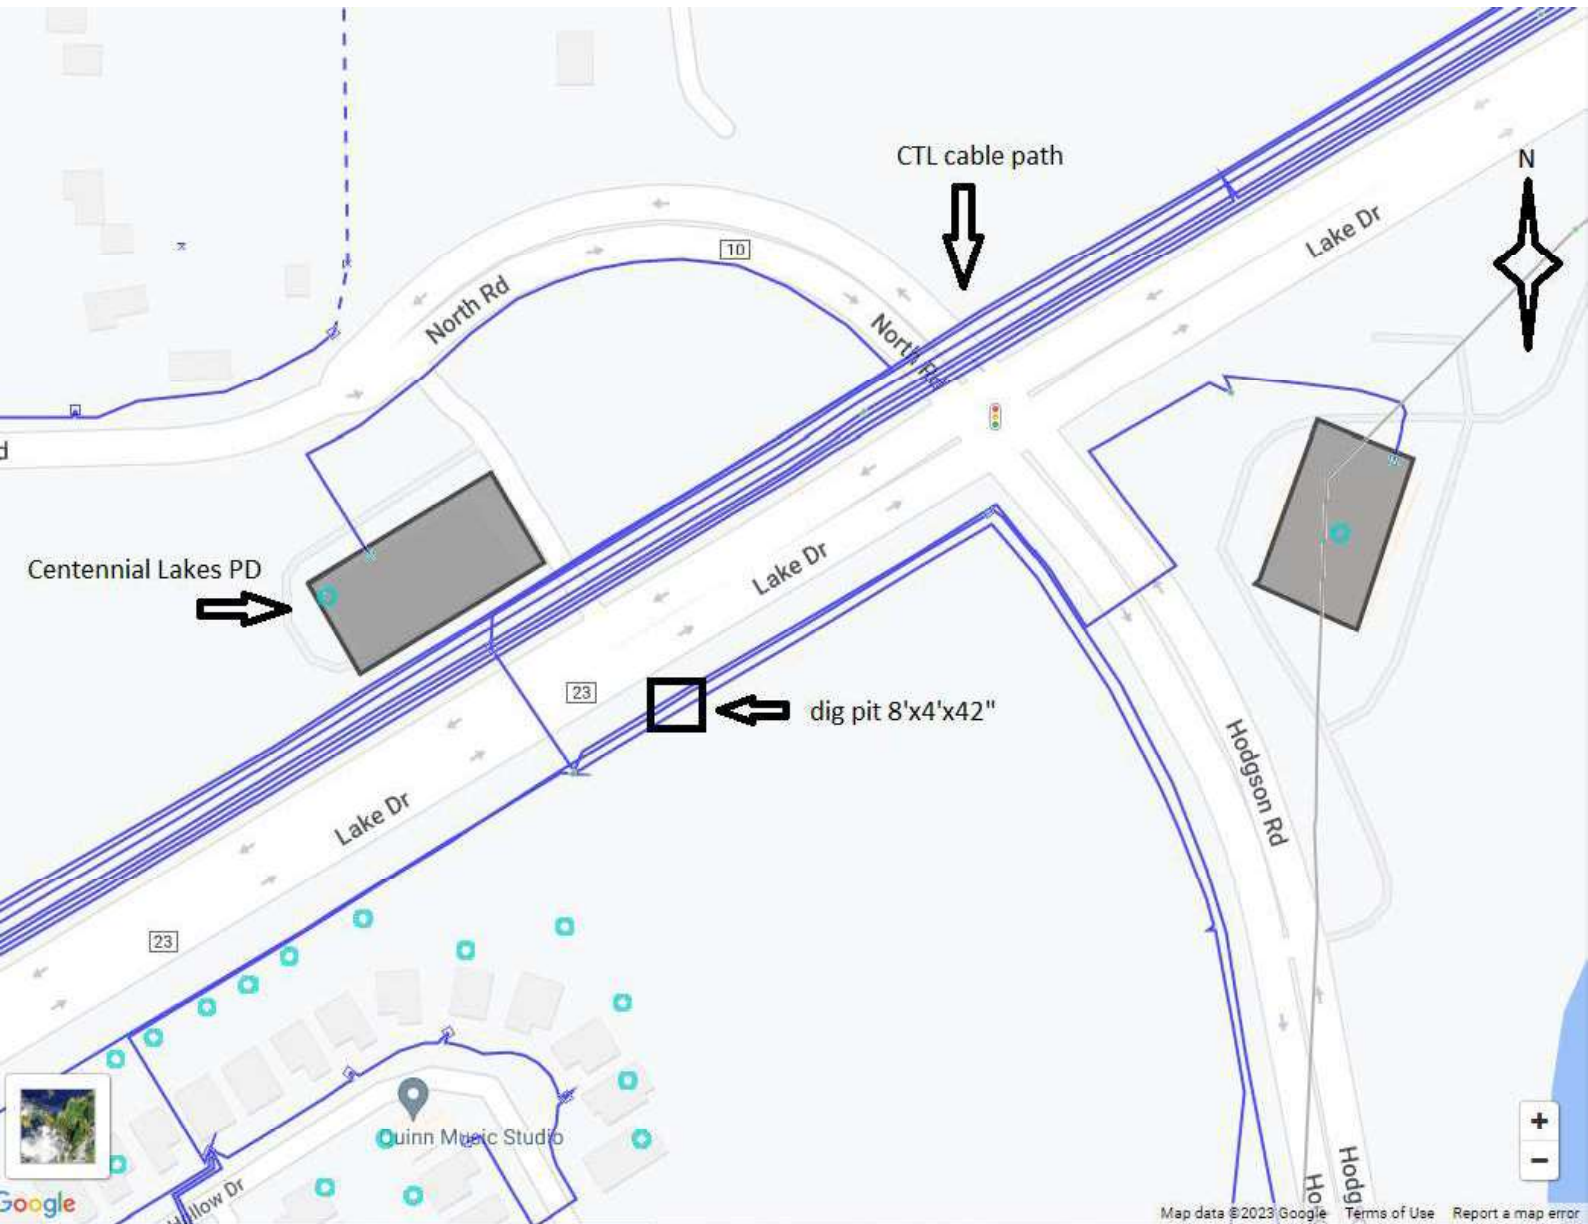 CTL cable path
N
Lake Dr
10
North Rd
North Rd
Centennial Lakes PD
Lake Dr
23
dig pit 8'x4'x42"
Hodgson Rd
Lake Dr
23
Quinn Music Studio
+
−
Google
Map data ©2023 Google Terms of Use Report a map error